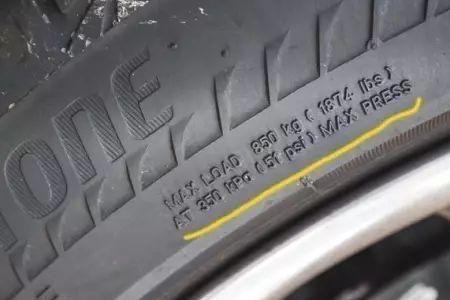 ONE
MAX LOAD 850 kg ( 1874 lbs )
AT 350 kPa ( 51 psi ) MAX PRESS